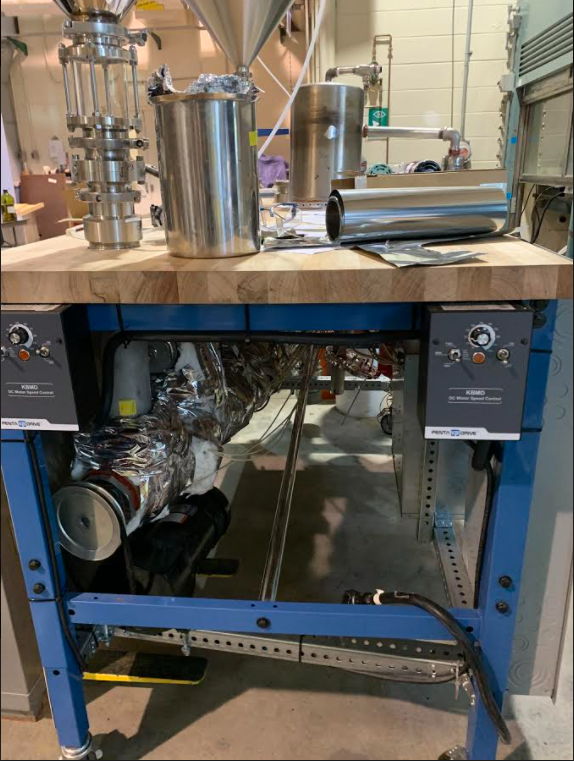 KBMD
DC Motor Speed Control
PENTA DRIVE
KBMD
DC Motor Speed Control
PENTA DRIVE